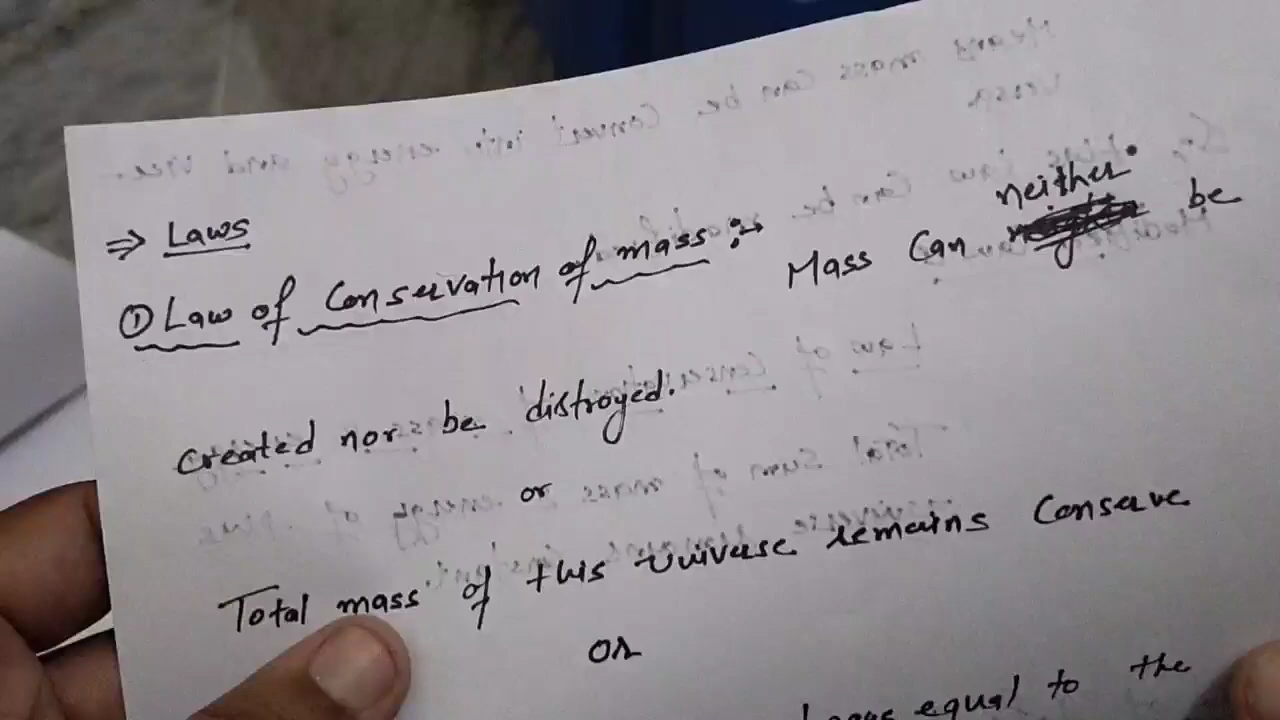 ⇒ Laws
① Law of Conservation of mass :→ Mass Can neither be
created nor be distroyed.
or
Total mass of this universe remains Conserve
or
equal to the